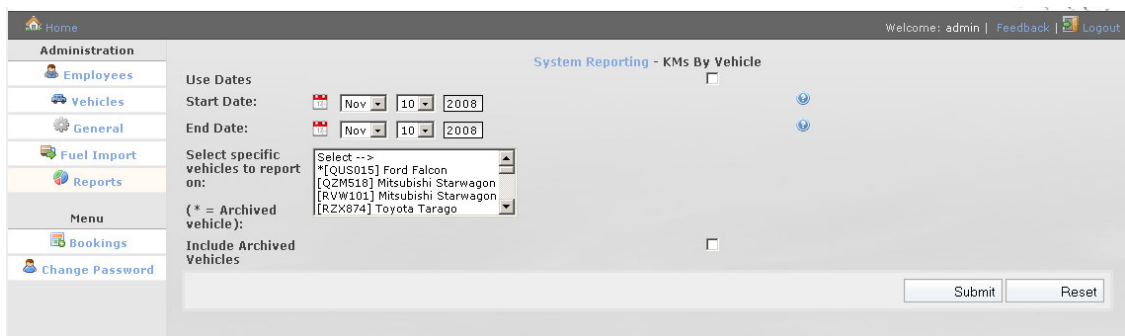 Home
Welcome: admin | Feedback | Logout
Administration
Employees
Vehicles
General
Fuel Import
Reports
Menu
Bookings
Change Password
System Reporting - KMs By Vehicle
Use Dates
Start Date: Nov 10 2008
End Date: Nov 10 2008
Select specific
vehicles to report
on:
(* = Archived
vehicle):
Select -->
*[QUS015] Ford Falcon
[QZM518] Mitsubishi Starwagon
[RVW101] Mitsubishi Starwagon
[RZX874] Toyota Tarago
Include Archived
Vehicles
Submit Reset